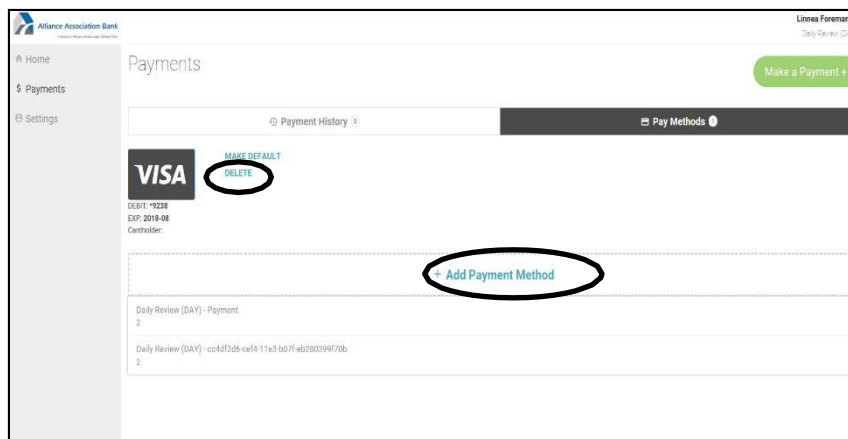 Alliance Association Bank
Linnea Foreman
Daily Review (D
Home
$ Payments
Settings
Payments
Make a Payment +
Payment History 0
Pay Methods
MAKE DEFAULT
DELETE
VISA
DEBIT: *9238
EXP: 2018-08
Cardholder:
+ Add Payment Method
Daily Review (DAY) - Payment
2
Daily Review (DAY) - cc4df2d6-cef4-11e3-b07f-eb280399f70b
2